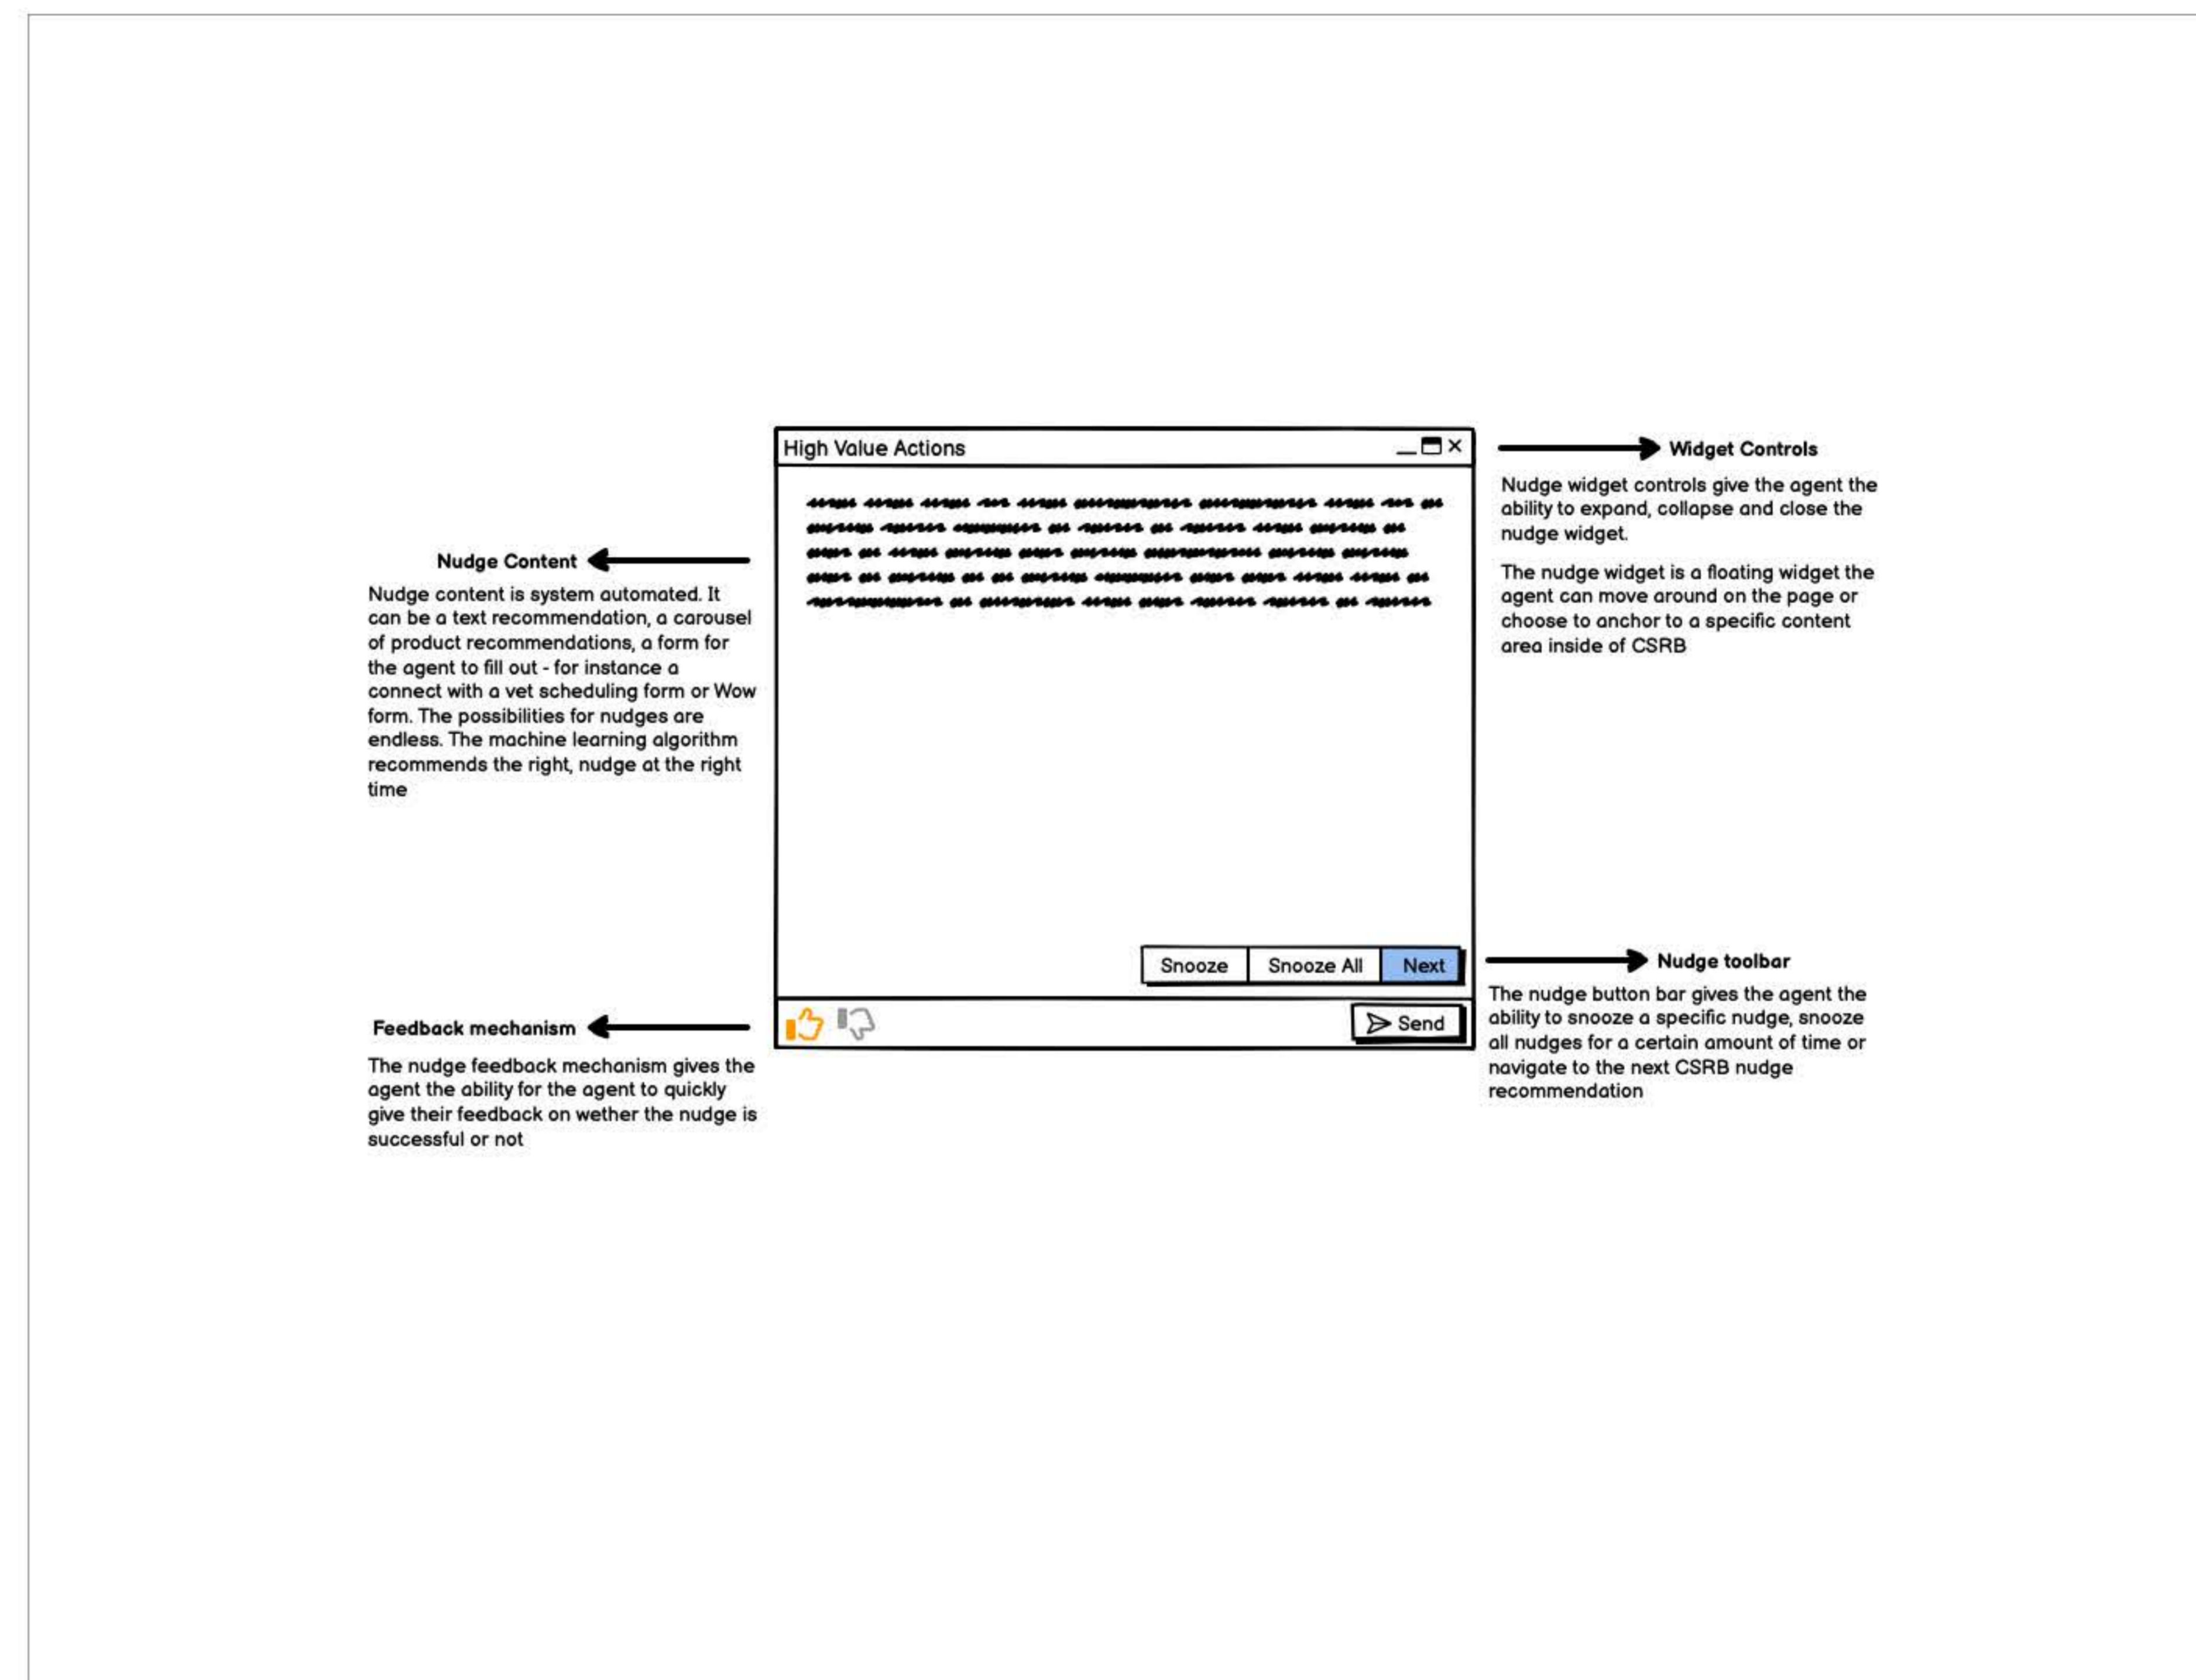 High Value Actions
Nudge Content
Nudge content is system automated. It
can be a text recommendation, a carousel
of product recommendations, a form for
the agent to fill out - for instance a
connect with a vet scheduling form or Wow
form. The possibilities for nudges are
endless. The machine learning algorithm
recommends the right, nudge at the right
time
Widget Controls
Nudge widget controls give the agent the
ability to expand, collapse and close the
nudge widget.
The nudge widget is a floating widget the
agent can move around on the page or
choose to anchor to a specific content
area inside of CSRB
Snooze
Snooze All
Next
Send
Feedback mechanism
The nudge feedback mechanism gives the
agent the ability for the agent to quickly
give their feedback on wether the nudge is
successful or not
Nudge toolbar
The nudge button bar gives the agent the
ability to snooze a specific nudge, snooze
all nudges for a certain amount of time or
navigate to the next CSRB nudge
recommendation